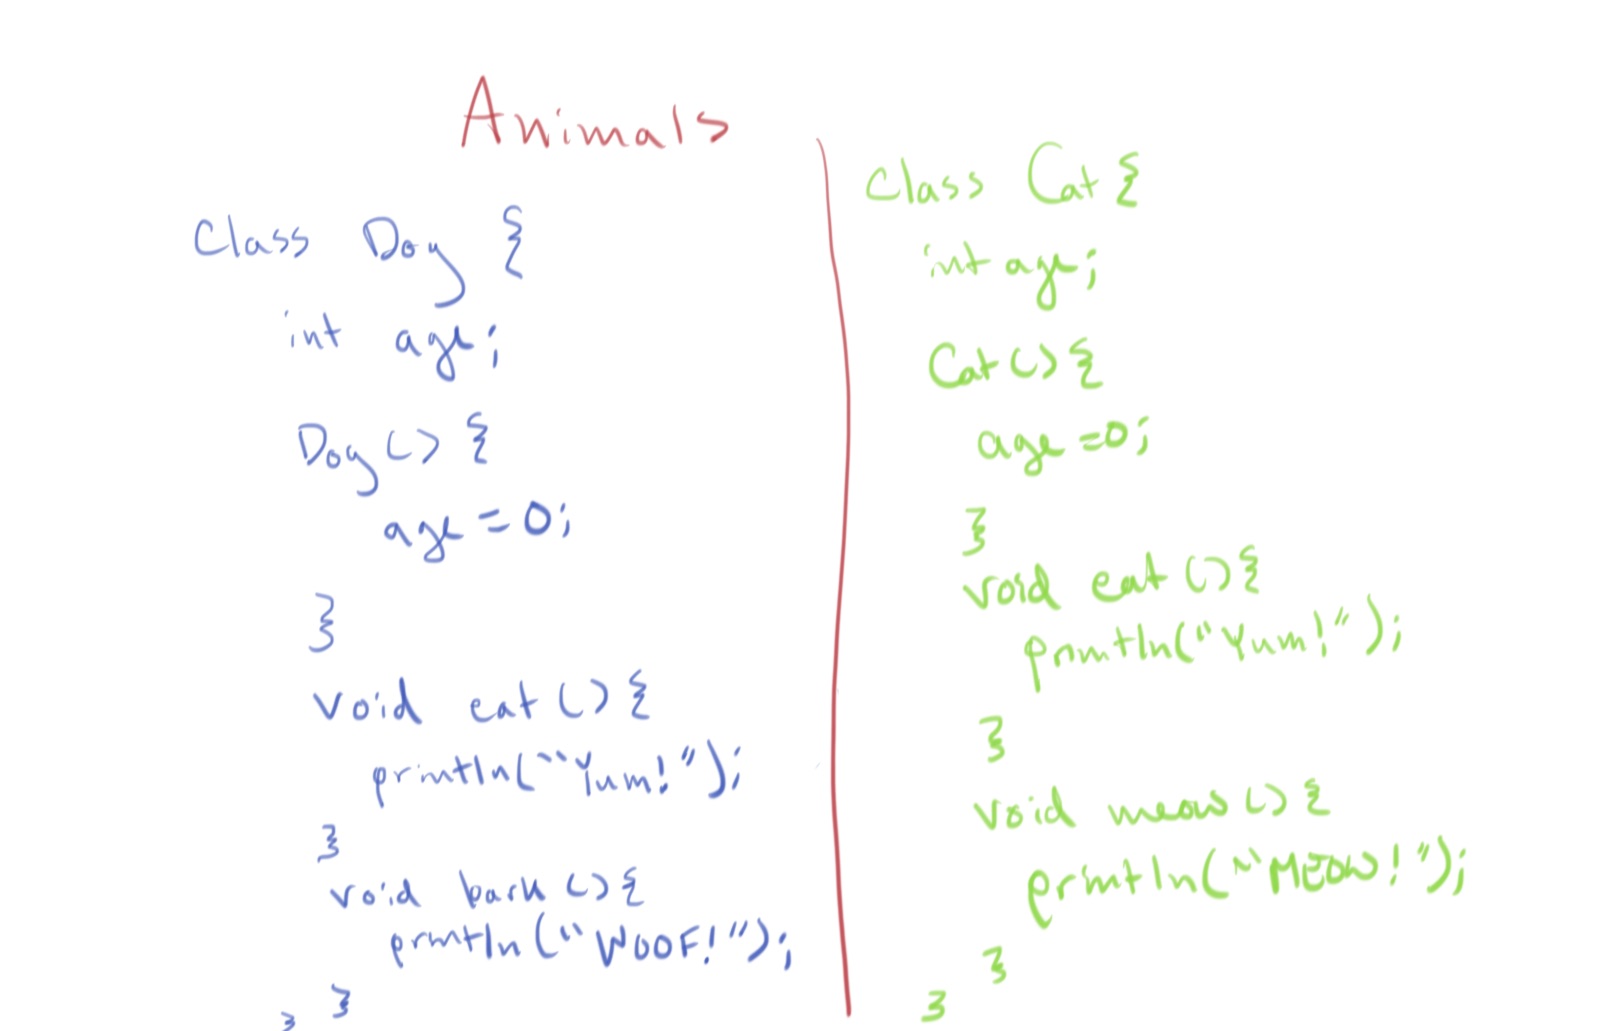 Animals
Class Dog {
int age;
Dog() {
age = 0;
}
void eat() {
println("Yum!");
}
void bark() {
println("WOOF!");
}
}
Class Cat {
int age;
Cat() {
age = 0;
}
void eat() {
println("Yum!");
}
void meow() {
println("MEOW!");
}
}